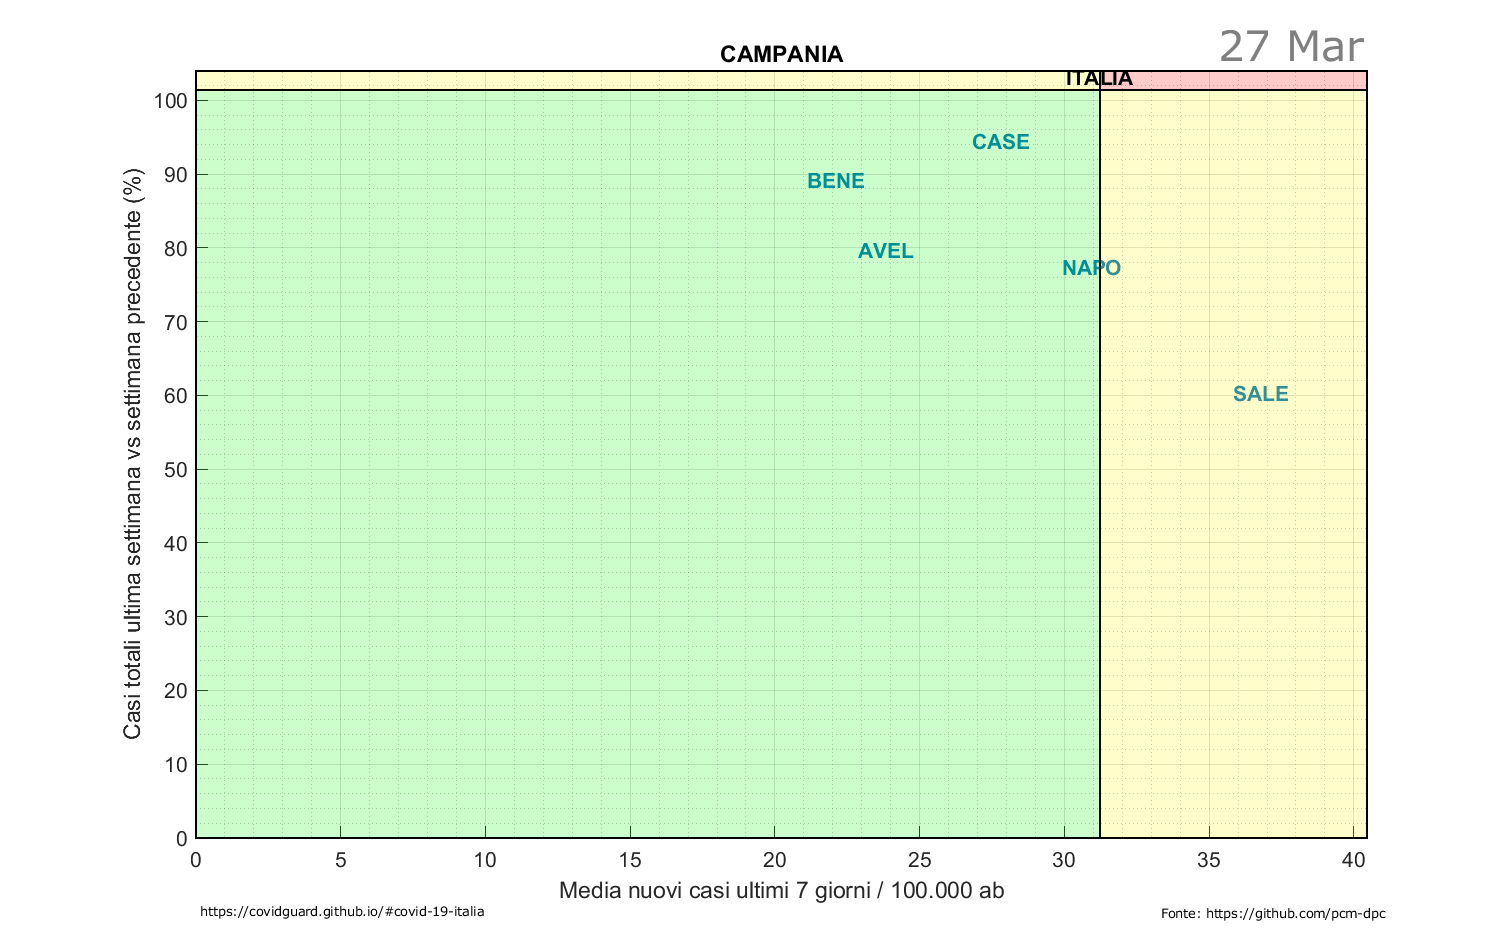 27 Mar
CAMPANIA
ITALIA
100
90
80
70
60
50
40
30
20
10
0
Casi totali ultima settimana vs settimana precedente (%)
CASE
BENE
AVEL
NAPO
SALE
0 5 10 15 20 25 30 35 40
Media nuovi casi ultimi 7 giorni / 100.000 ab
https://covidguard.github.io/#covid-19-italia
Fonte: https://github.com/pcm-dpc